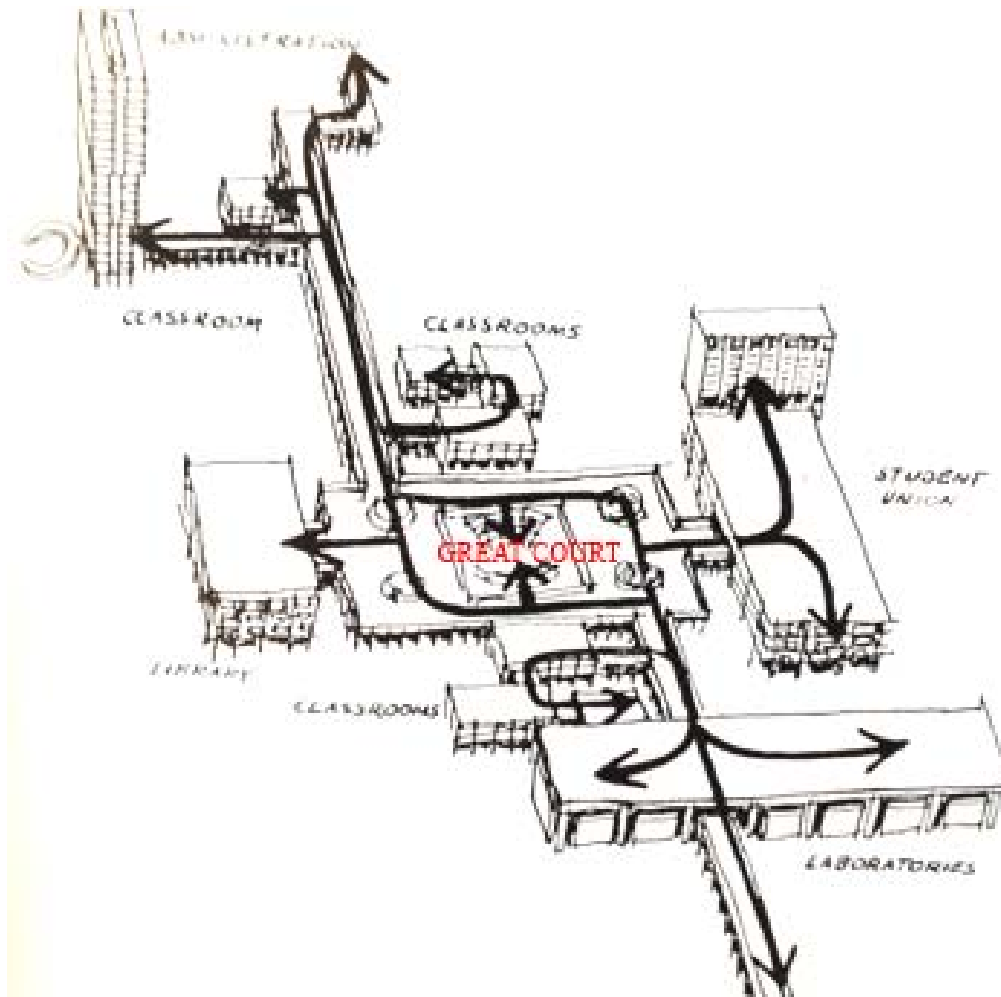 ADMINISTRATION
CLASSROOM
CLASSROOMS
STUDENT
UNION
GREAT COURT
LIBRARY
CLASSROOMS
LABORATORIES